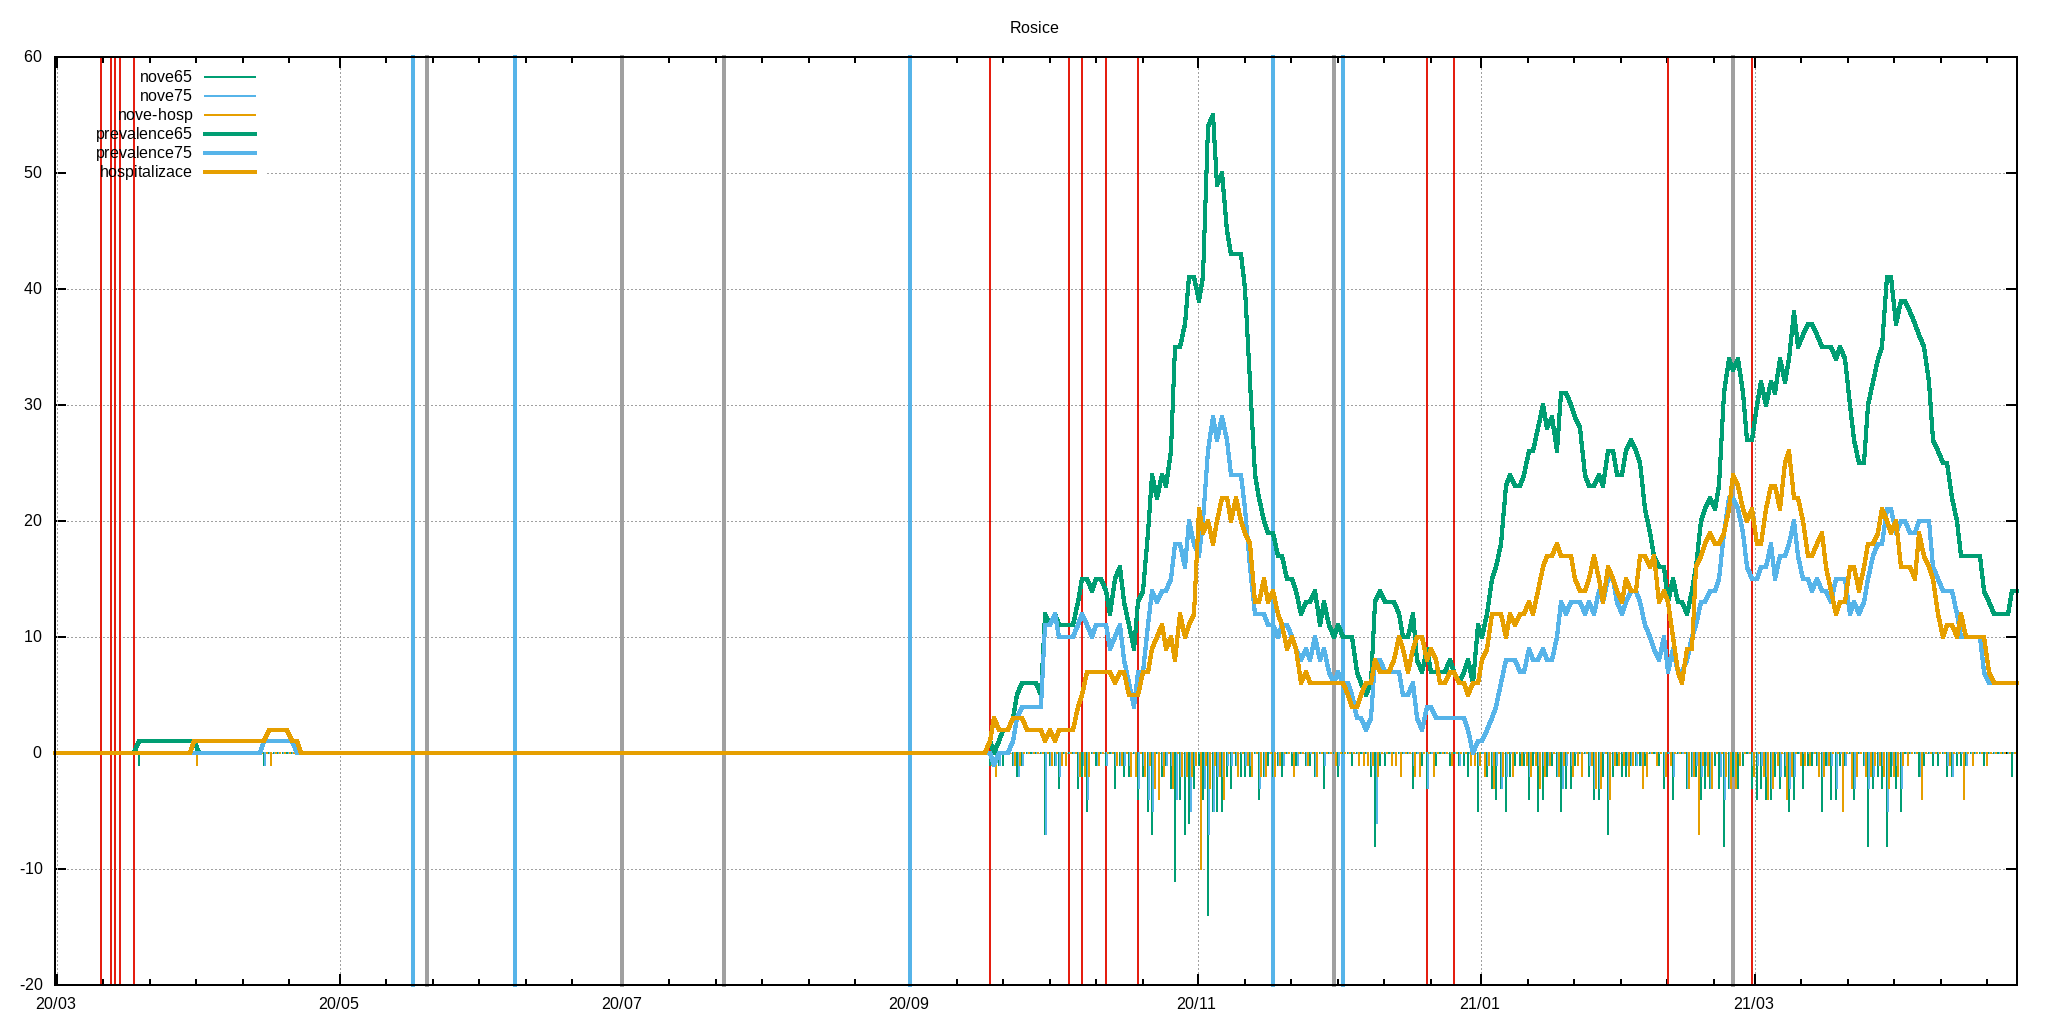 Rosice
60
50
40
30
20
10
0
-10
-20
nove65
nove75
nove-hosp
prevalence65
prevalence75
hospitalizace
20/03 20/05 20/07 20/09 20/11 21/01 21/03